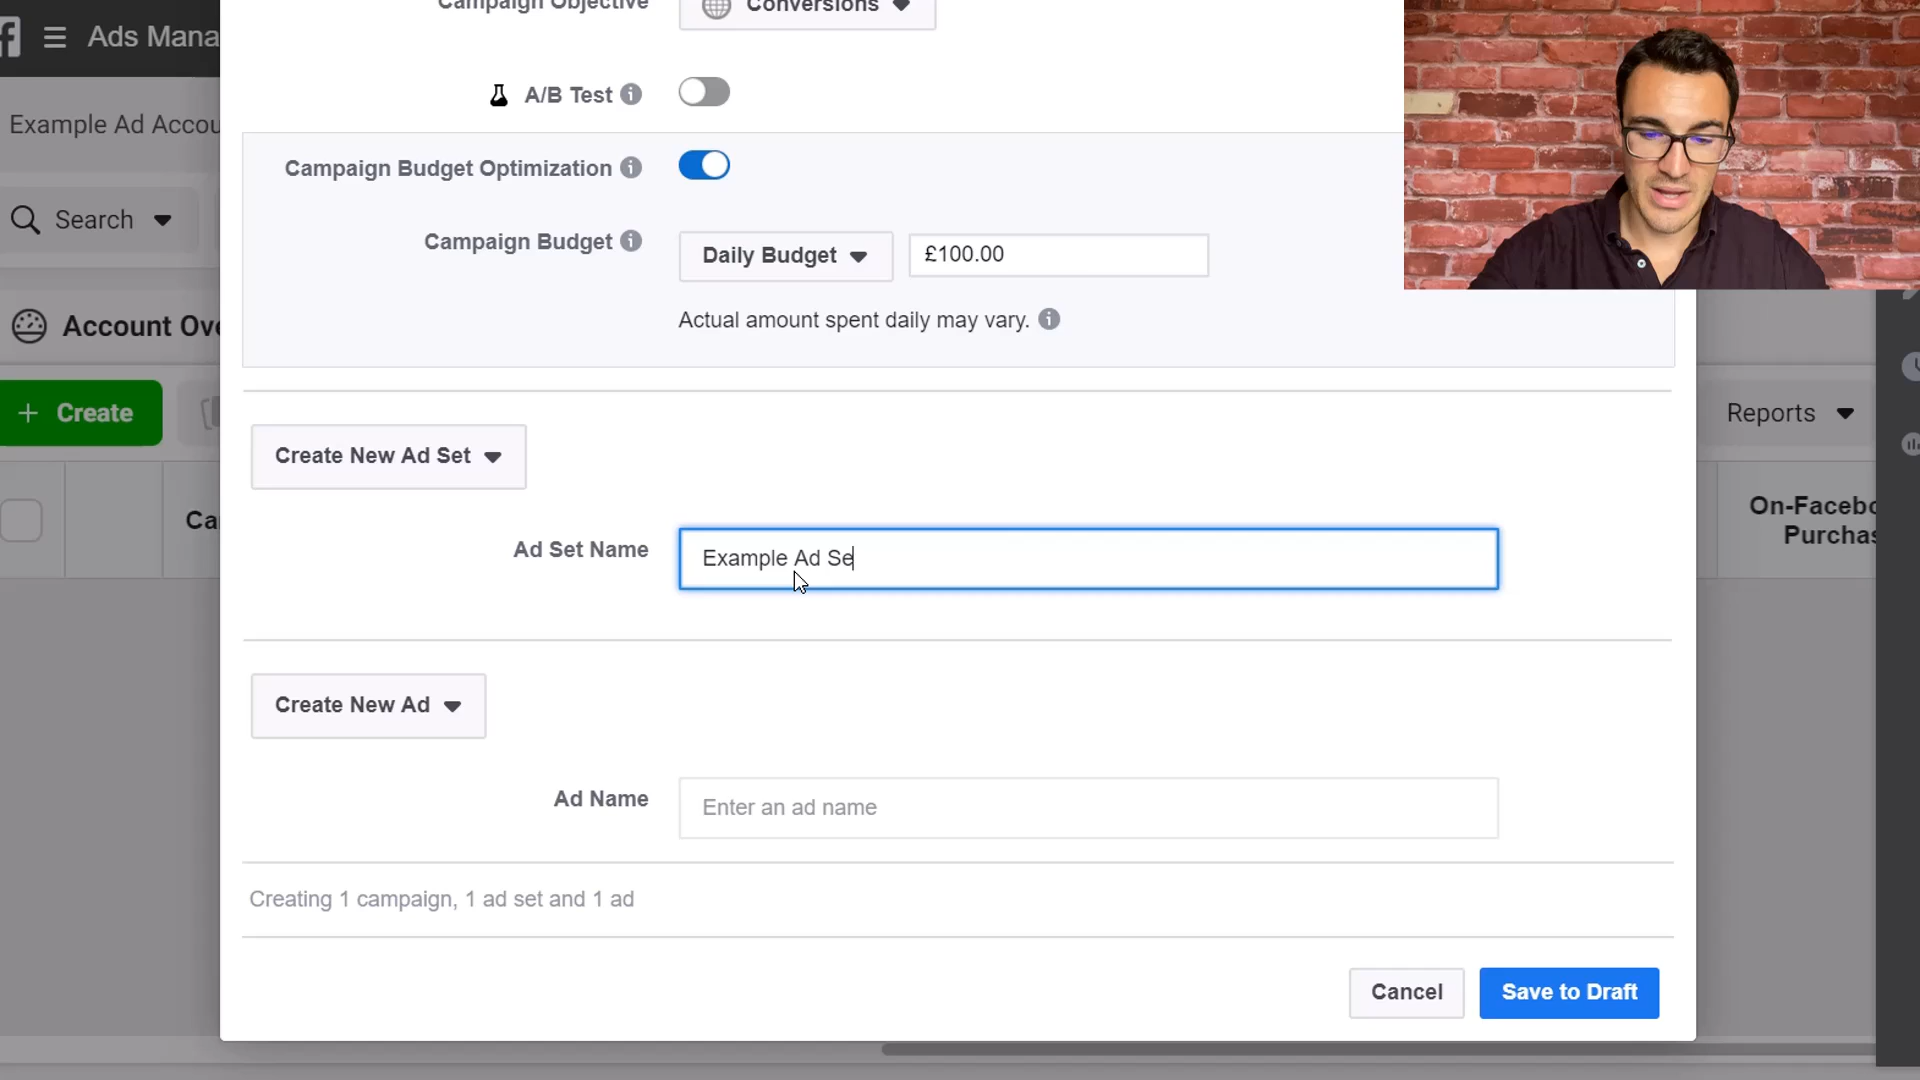 Campaign Objective
Conversions
Ads Mana
A/B Test
Example Ad Accou
Campaign Budget Optimization
Search
Campaign Budget
Daily Budget
£100.00
Actual amount spent daily may vary.
Account Ove
+ Create
Reports
Create New Ad Set
Ca
On-Facebo
Purchas
Ad Set Name
Example Ad Se
Create New Ad
Ad Name
Enter an ad name
Creating 1 campaign, 1 ad set and 1 ad
Cancel
Save to Draft